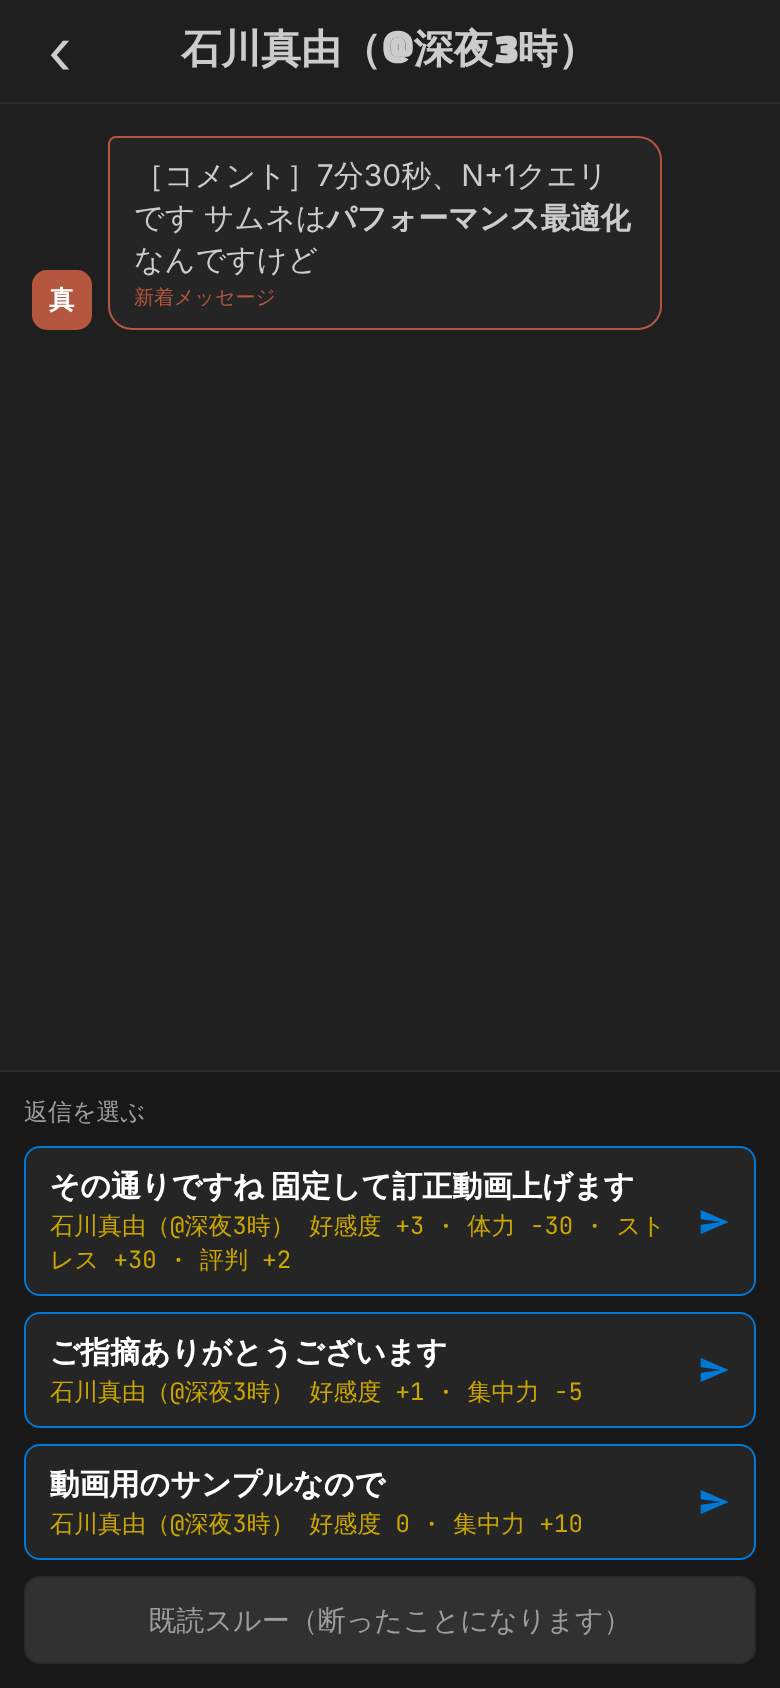 石川真由（@深夜3時）
［コメント］7分30秒、N+1クエリ
です サムネはパフォーマンス最適化
なんですけど
新着メッセージ
真
返信を選ぶ
その通りですね 固定して訂正動画上げます
石川真由（@深夜3時） 好感度 +3 ・ 体力 -30 ・ スト
レス +30 ・ 評判 +2
ご指摘ありがとうございます
石川真由（@深夜3時） 好感度 +1 ・ 集中力 -5
動画用のサンプルなので
石川真由（@深夜3時） 好感度 0 ・ 集中力 +10
既読スルー（断ったことになります）